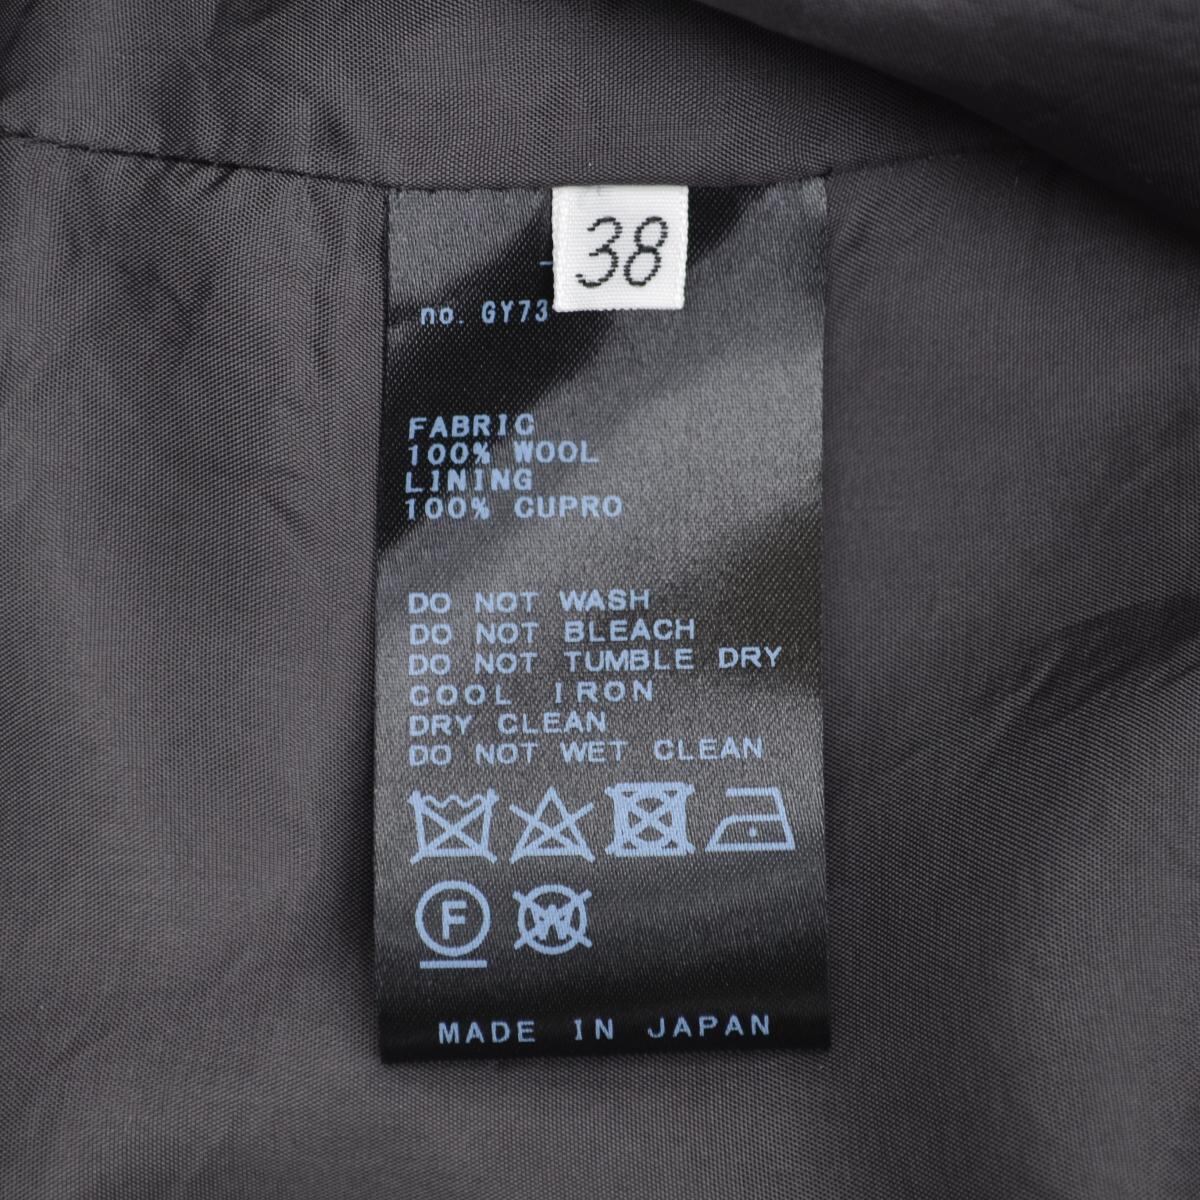 38
no. GY73
FABRIC
100% WOOL
LINING
100% CUPRO
DO NOT WASH
DO NOT BLEACH
DO NOT TUMBLE DRY
COOL IRON
DRY CLEAN
DO NOT WET CLEAN
F W
MADE IN JAPAN